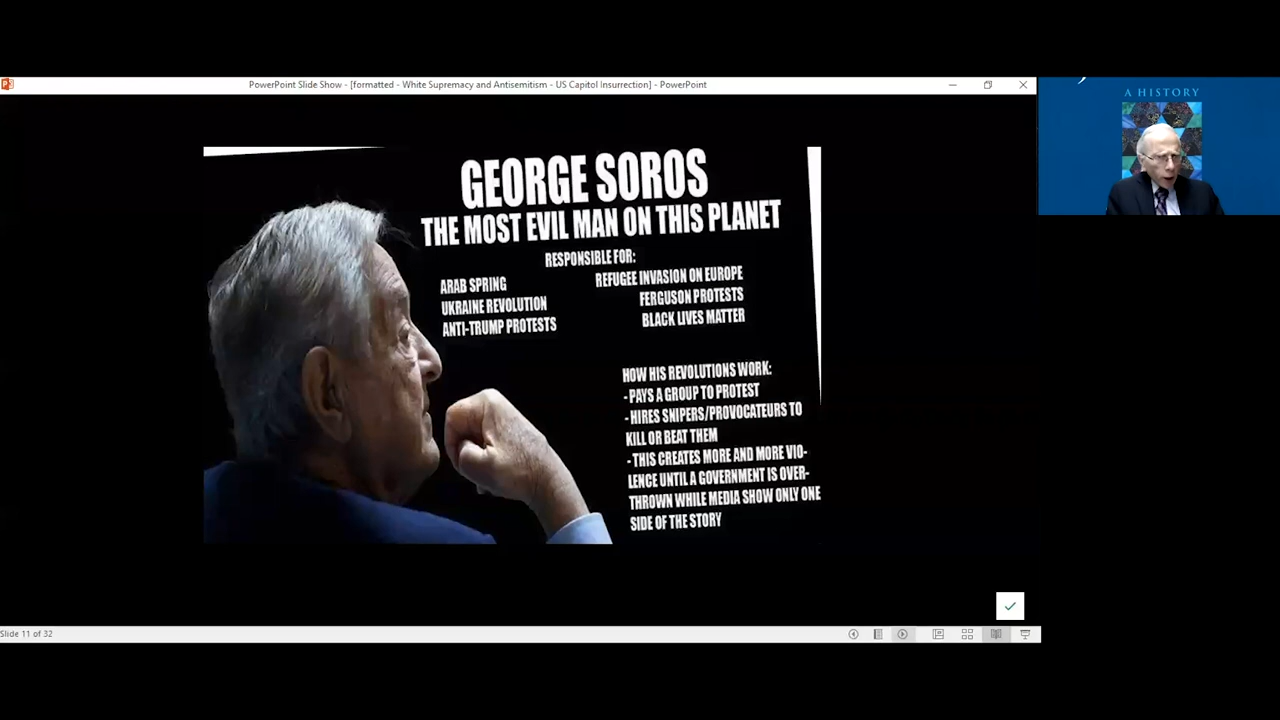 PowerPoint Slide Show - [formatted - White Supremacy and Antisemitism - US Capitol Insurrection] - PowerPoint
A HISTORY
GEORGE SOROS
THE MOST EVIL MAN ON THIS PLANET
RESPONSIBLE FOR:
ARAB SPRING
UKRAINE REVOLUTION
ANTI-TRUMP PROTESTS
REFUGEE INVASION ON EUROPE
FERGUSON PROTESTS
BLACK LIVES MATTER
HOW HIS REVOLUTIONS WORK:
- PAYS A GROUP TO PROTEST
- HIRES SNIPERS/PROVOCATEURS TO
KILL OR BEAT THEM
- THIS CREATES MORE AND MORE VIO-
LENCE UNTIL A GOVERNMENT IS OVER-
THROWN WHILE MEDIA SHOW ONLY ONE
SIDE OF THE STORY
Slide 11 of 32